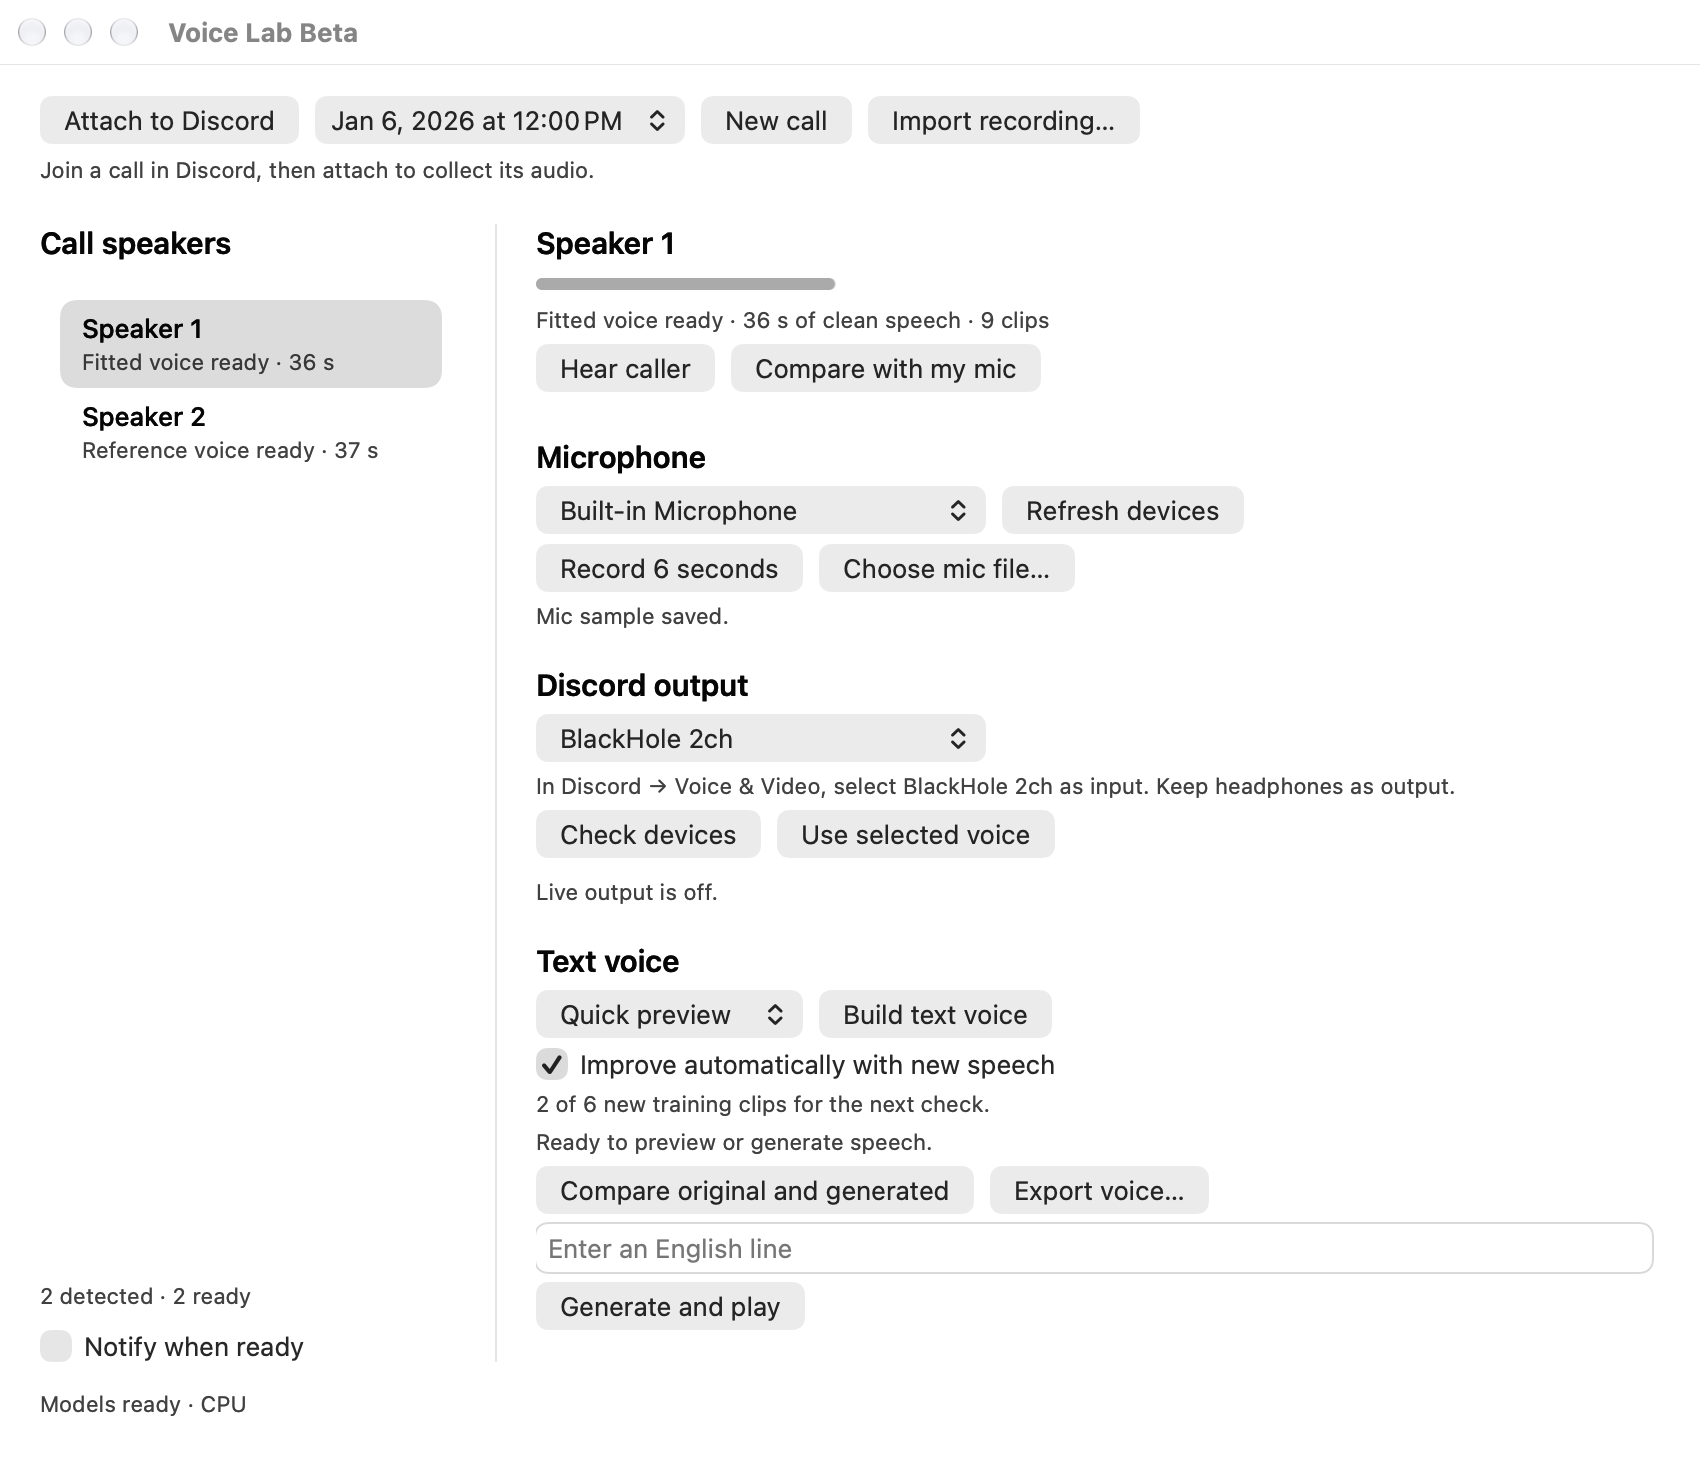 Voice Lab Beta
Attach to Discord Jan 6, 2026 at 12:00 PM New call Import recording...
Join a call in Discord, then attach to collect its audio.
Call speakers
Speaker 1
Fitted voice ready · 36 s
Speaker 2
Reference voice ready · 37 s
2 detected · 2 ready
Notify when ready
Models ready · CPU
Speaker 1
Fitted voice ready · 36 s of clean speech · 9 clips
Hear caller Compare with my mic
Microphone
Built-in Microphone Refresh devices
Record 6 seconds Choose mic file...
Mic sample saved.
Discord output
BlackHole 2ch
In Discord → Voice & Video, select BlackHole 2ch as input. Keep headphones as output.
Check devices Use selected voice
Live output is off.
Text voice
Quick preview Build text voice
Improve automatically with new speech
2 of 6 new training clips for the next check.
Ready to preview or generate speech.
Compare original and generated Export voice...
Enter an English line
Generate and play